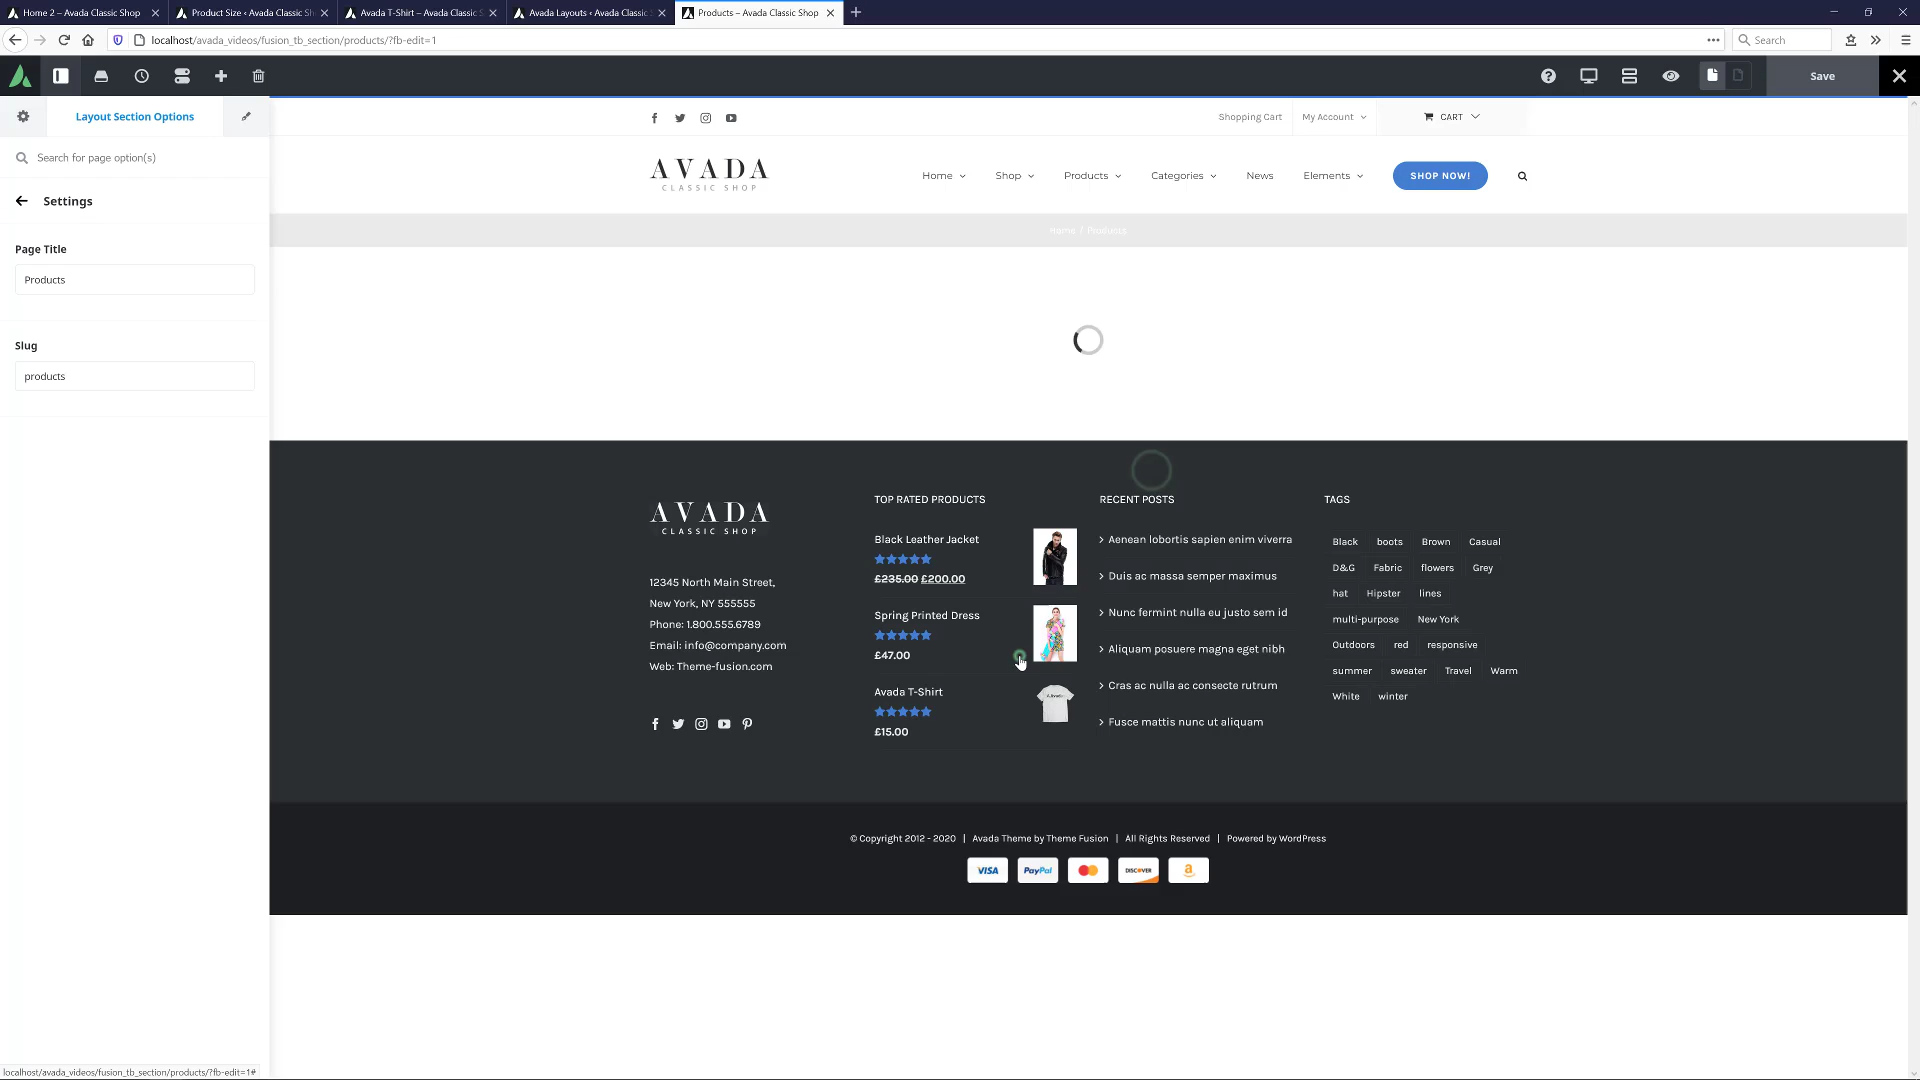 Home 2 – Avada Classic Shop
Product Size ‹ Avada Classic Sh
Avada T-Shirt – Avada Classic S
Avada Layouts ‹ Avada Classic
Products – Avada Classic Shop
localhost/avada_videos/fusion_tb_section/products/?fb-edit=1
Search
Save
Layout Section Options
Search for page option(s)
Settings
Page Title
Products
Slug
products
Shopping Cart
My Account
CART
AVADA
CLASSIC SHOP
Home
Shop
Products
Categories
News
Elements
SHOP NOW!
Home / Products
AVADA
CLASSIC SHOP
12345 North Main Street,
New York, NY 555555
Phone: 1.800.555.6789
Email: info@company.com
Web: Theme-fusion.com
TOP RATED PRODUCTS
Black Leather Jacket
£235.00 £200.00
Spring Printed Dress
£47.00
Avada T-Shirt
£15.00
RECENT POSTS
Aenean lobortis sapien enim viverra
Duis ac massa semper maximus
Nunc fermint nulla eu justo sem id
Aliquam posuere magna eget nibh
Cras ac nulla ac consecte rutrum
Fusce mattis nunc ut aliquam
TAGS
Black boots Brown Casual
D&G Fabric flowers Grey
hat Hipster lines
multi-purpose New York
Outdoors red responsive
summer sweater Travel Warm
White winter
© Copyright 2012 - 2020 | Avada Theme by Theme Fusion | All Rights Reserved | Powered by WordPress
VISA
PayPal
DISCOVER
a
localhost/avada_videos/fusion_tb_section/products/?fb-edit=1#